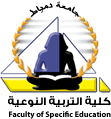 جامعة دمياط
كلية التربية النوعية
Faculty of Specific Education